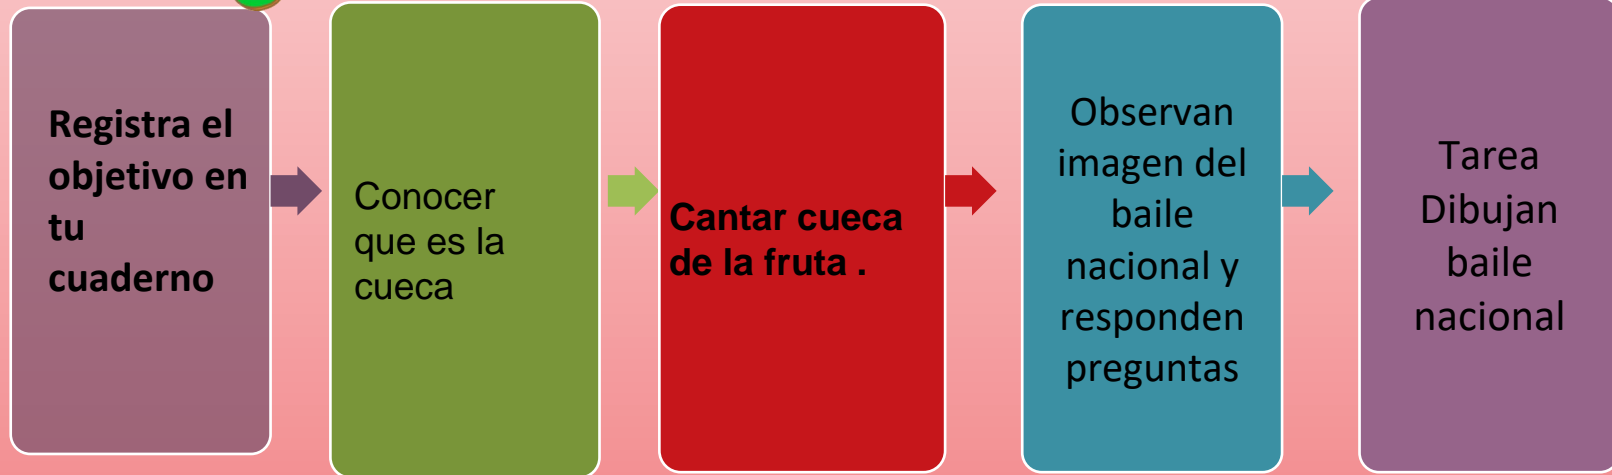 Registra el
objetivo en
tu
cuaderno
Conocer
que es la
cueca
Cantar cueca
de la fruta .
Observan
imagen del
baile
nacional y
responden
preguntas
Tarea
Dibujan
baile
nacional